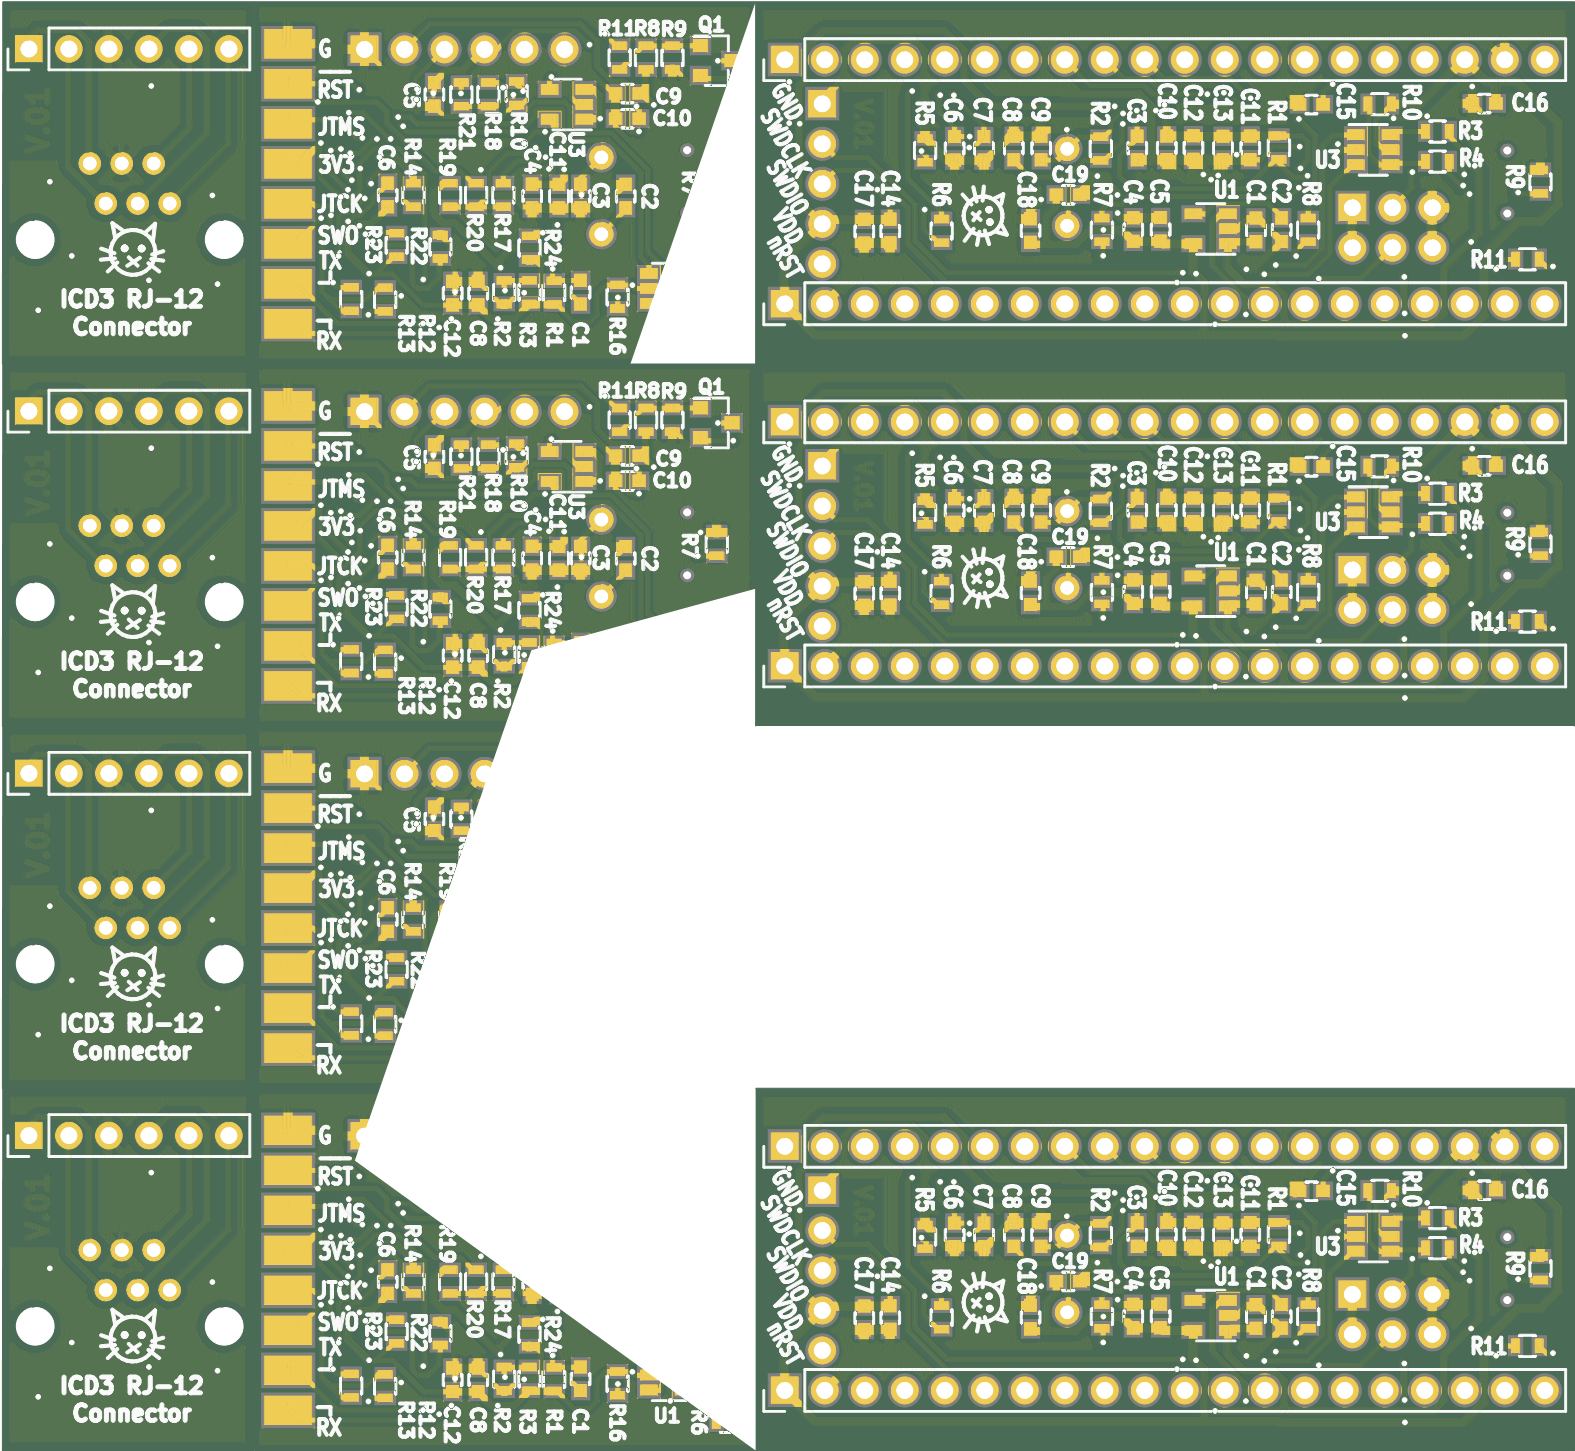 G
RST
JTMS
3V3
JTCK
SWO
TX
RX
V.01
ICD3 RJ-12
Connector
R11 R8 R9 Q1
C5 R21 R18 R10 U3 C9
C10
C6 R14 R19 C4 C11 C3 C2 R7
R23 R22 R20 R17 R24
R13 R12 C12 C8 R2 R3 R1 C1 R16
GND
SWDCLK
SWDIO
VDD
nRST
V.01
R5 C6 C7 C8 C9 R2 C3 C10 C12 C13 C11 R1 C15 R10 C16
U3 R3
R4
C17 C14 R6 C18 C19 R7 C4 C5 U1 C1 C2 R8 R9
R11
G
RST
JTMS
3V3
JTCK
SWO
TX
RX
V.01
ICD3 RJ-12
Connector
R11 R8 R9 Q1
C5 R21 R18 R10 U3 C9
C10
C6 R14 R19 C4 C11 C3 C2 R7
R23 R22 R20 R17 R24
R13 R12 C12 C8 R2
GND
SWDCLK
SWDIO
VDD
nRST
V.01
R5 C6 C7 C8 C9 R2 C3 C10 C12 C13 C11 R1 C15 R10 C16
U3 R3
R4
C17 C14 R6 C18 C19 R7 C4 C5 U1 C1 C2 R8 R9
R11
G
RST
JTMS
3V3
JTCK
SWO
TX
RX
V.01
ICD3 RJ-12
Connector
C5
C6 R14 R19
R23 R22
G
RST
JTMS
3V3
JTCK
SWO
TX
RX
V.01
ICD3 RJ-12
Connector
C6 R14 R19
R23 R22 R20 R17 R24
R13 R12 C12 C8 R2 R3 R1 C1 R16 U1 R6
GND
SWDCLK
SWDIO
VDD
nRST
V.01
R5 C6 C7 C8 C9 R2 C3 C10 C12 C13 C11 R1 C15 R10 C16
U3 R3
R4
C17 C14 R6 C18 C19 R7 C4 C5 U1 C1 C2 R8 R9
R11